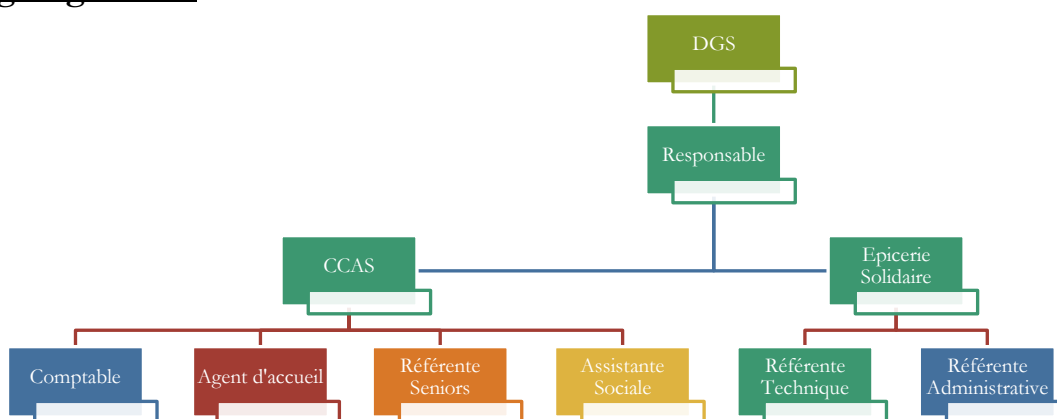 DGS
Responsable
CCAS
Epicerie
Solidaire
Comptable
Agent d'accueil
Référente
Seniors
Assistante
Sociale
Référente
Technique
Référente
Administrative